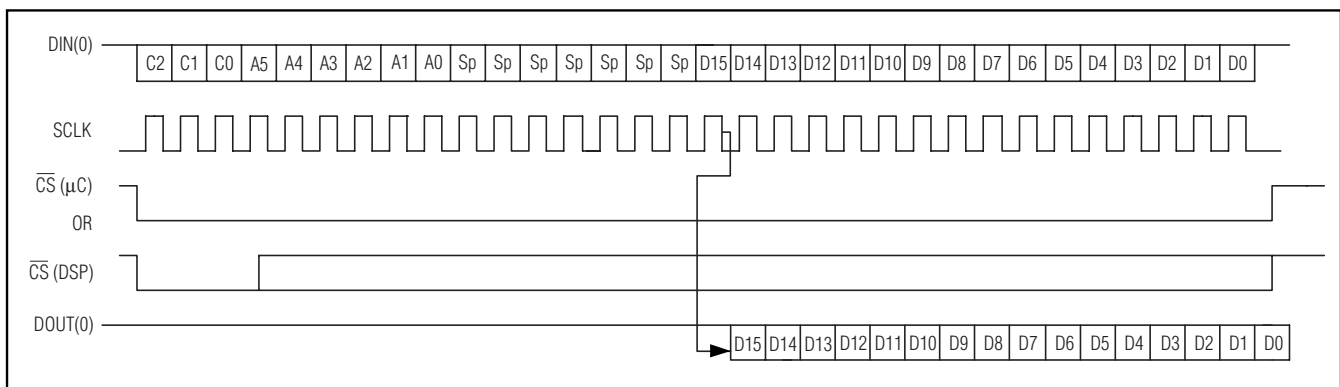 DIN(0)
C2 C1 C0 A5 A4 A3 A2 A1 A0 Sp Sp Sp Sp Sp Sp Sp D15 D14 D13 D12 D11 D10 D9 D8 D7 D6 D5 D4 D3 D2 D1 D0
SCLK
CS (μC)
OR
CS (DSP)
DOUT(0)
D15 D14 D13 D12 D11 D10 D9 D8 D7 D6 D5 D4 D3 D2 D1 D0